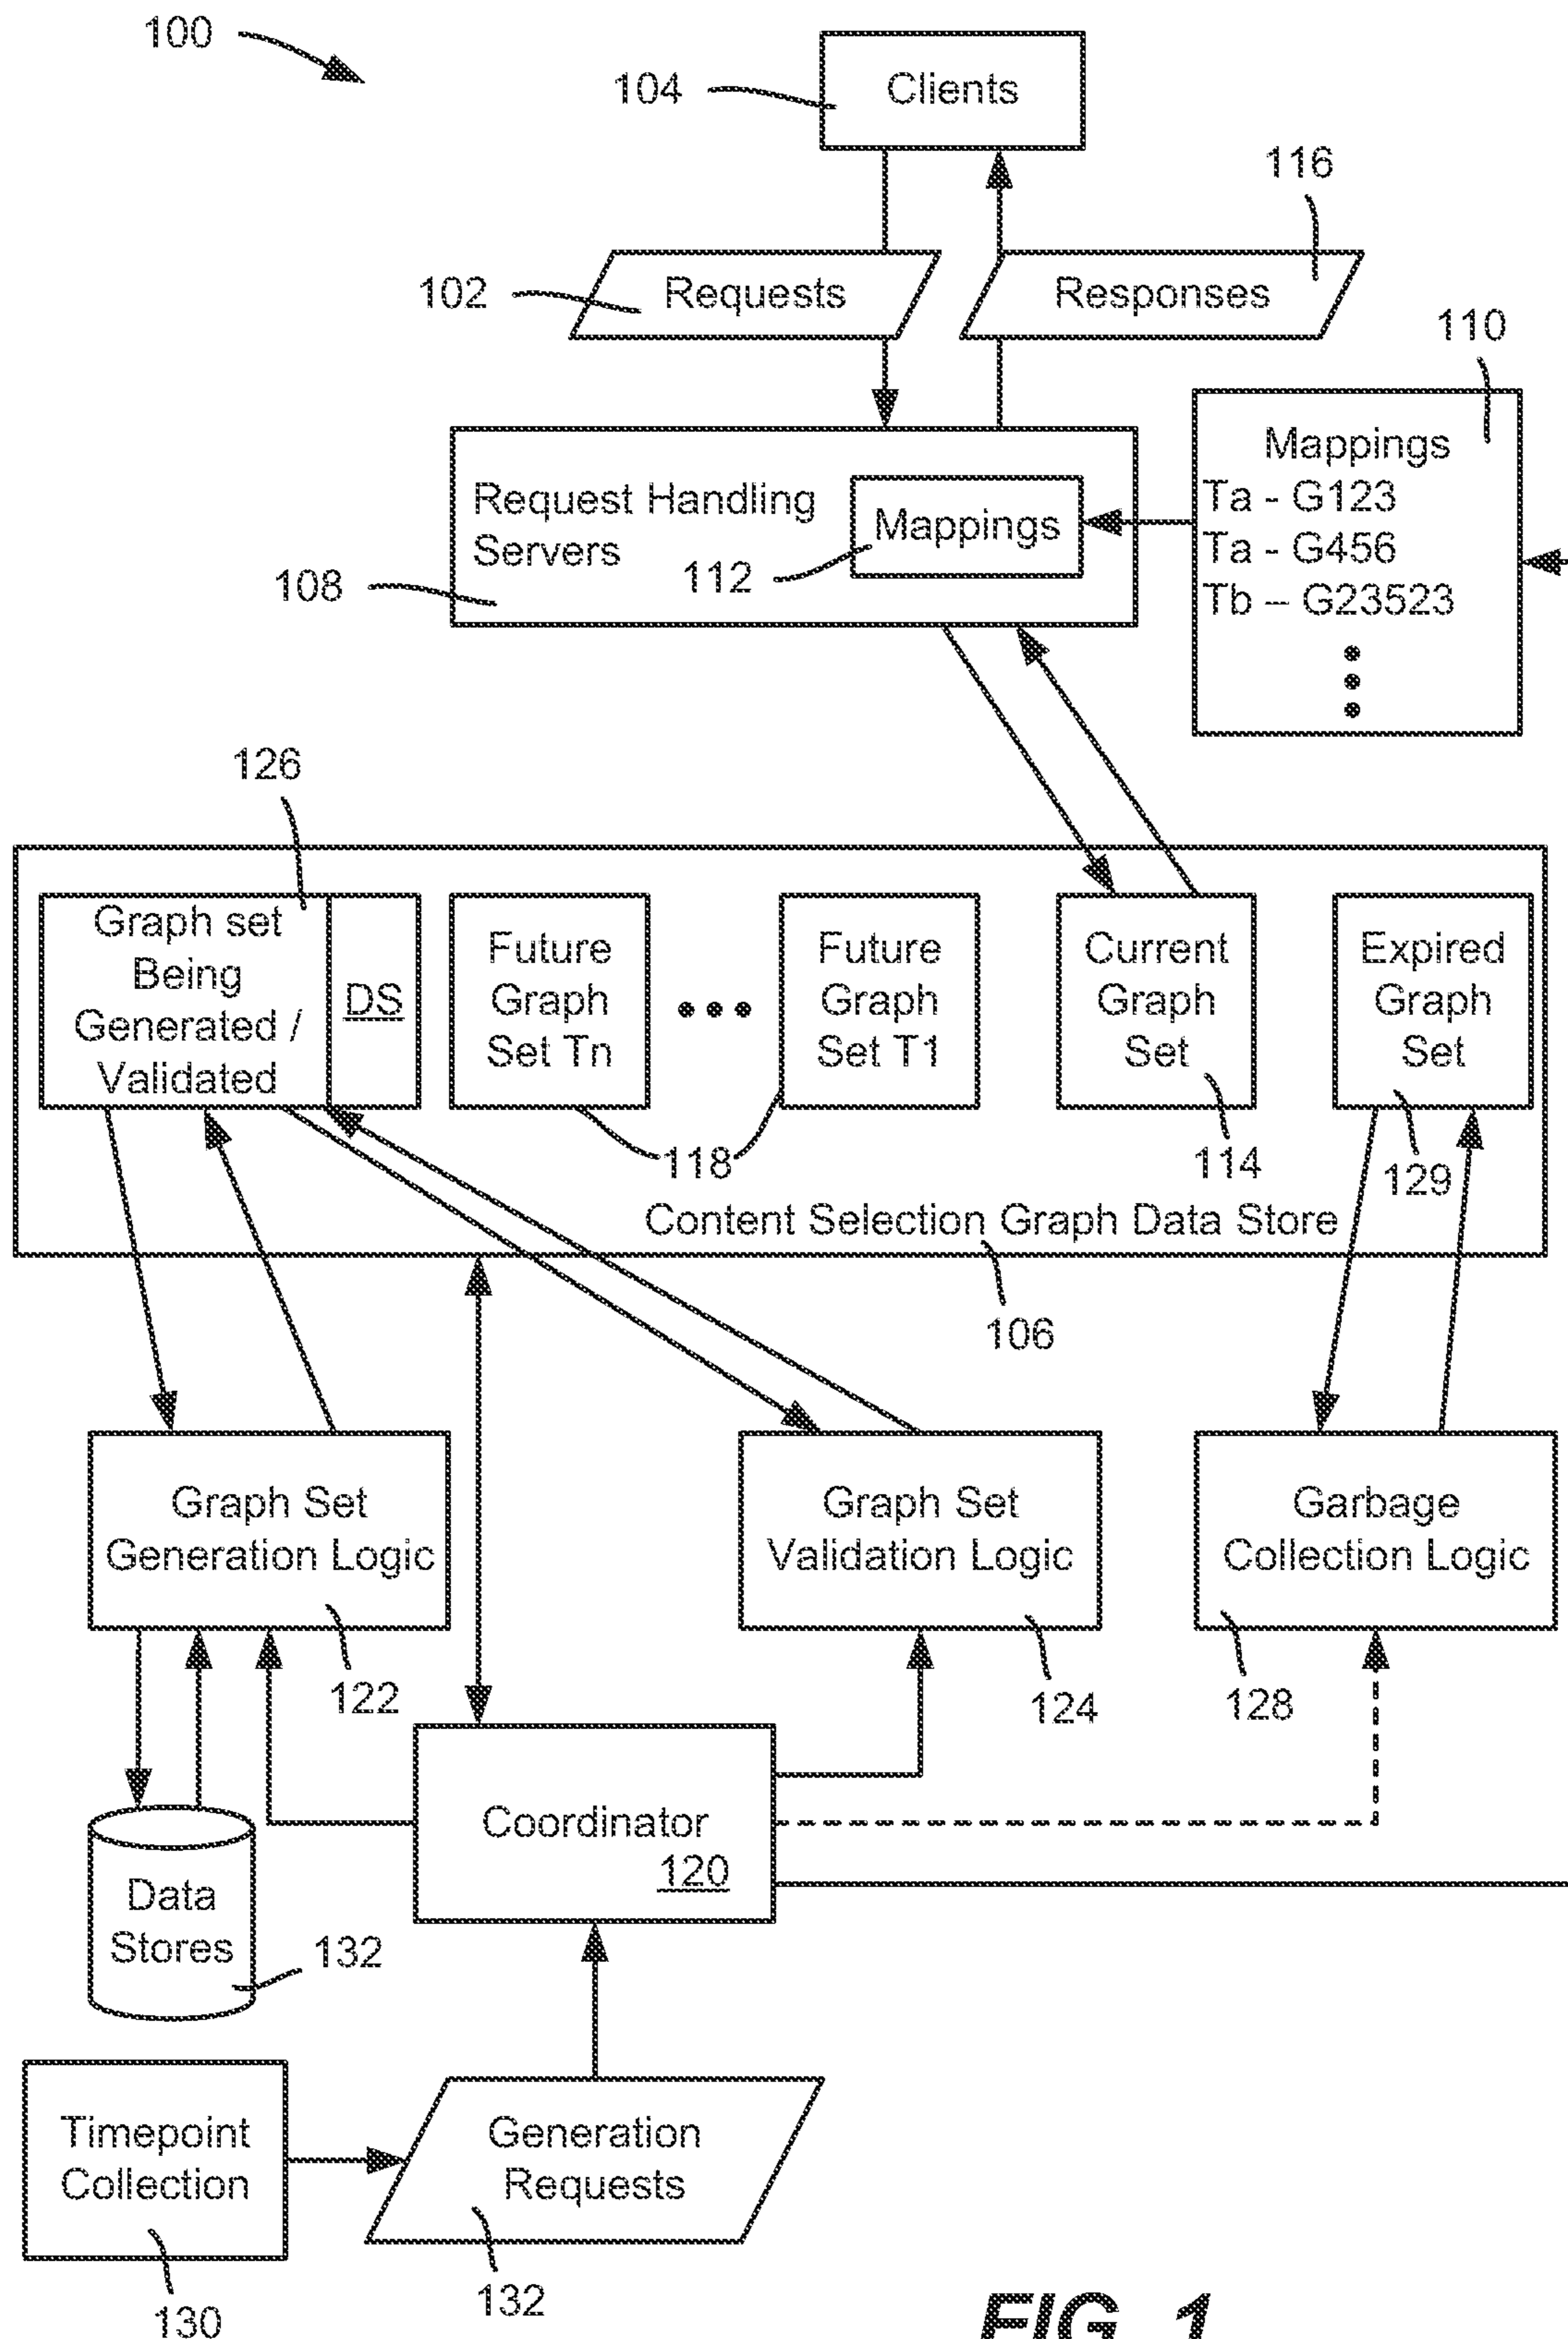 100
104
Clients
116
102
Requests
Responses
110
Mappings
Ta - G123
Ta - G456
Tb – G23523
Request Handling
Servers
Mappings
112
108
126
Graph set
Being
Generated /
Validated
DS
Future
Graph
Set Tn
Future
Graph
Set T1
Current
Graph
Set
Expired
Graph
Set
118
114
129
Content Selection Graph Data Store
106
Graph Set
Generation Logic
Graph Set
Validation Logic
Garbage
Collection Logic
122
124
128
Coordinator
120
Data
Stores
132
Timepoint
Collection
Generation
Requests
130
132
FIG. 1